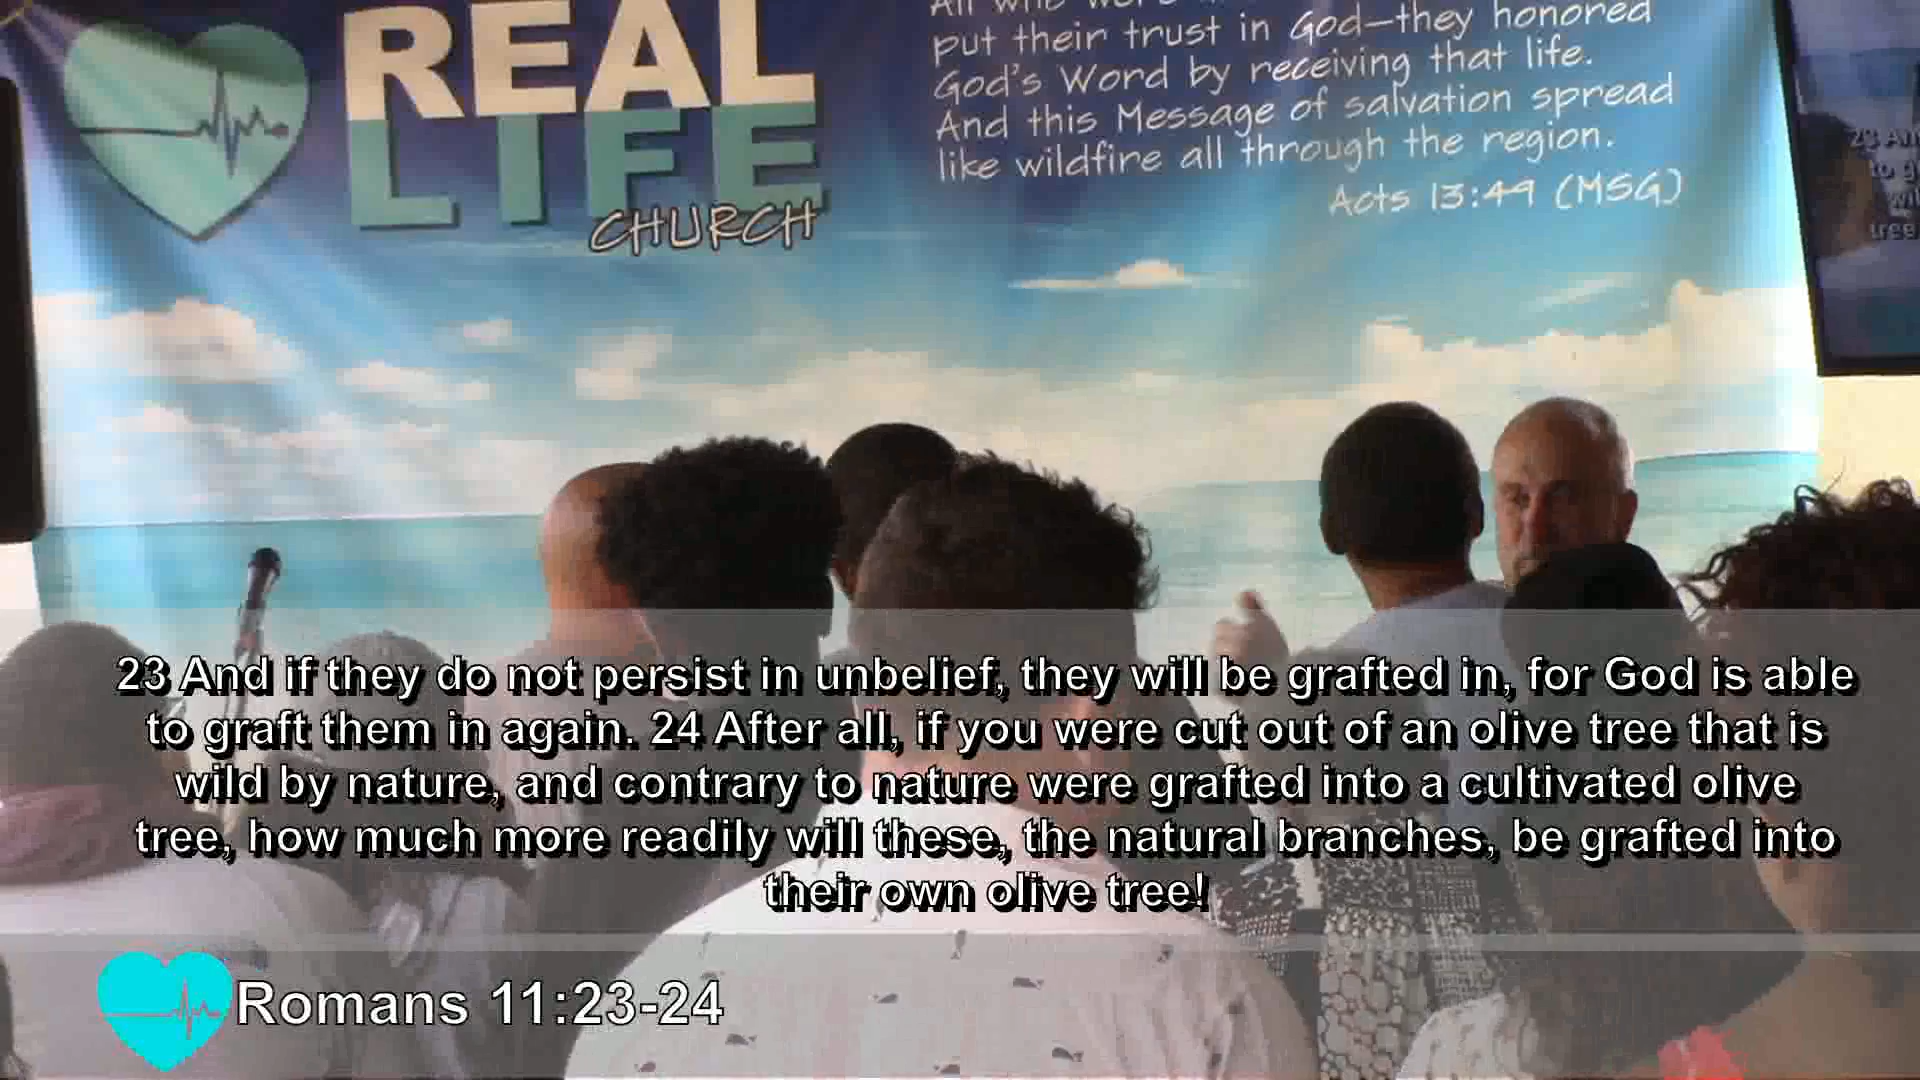 REAL
LIFE
CHURCH
put their trust in God—they honored
God's Word by receiving that life.
And this Message of salvation spread
like wildfire all through the region.
Acts 13:49 (MSG)
23 An
to g
wil
tree
23 And if they do not persist in unbelief, they will be grafted in, for God is able
to graft them in again. 24 After all, if you were cut out of an olive tree that is
wild by nature, and contrary to nature were grafted into a cultivated olive
tree, how much more readily will these, the natural branches, be grafted into
their own olive tree!
Romans 11:23-24